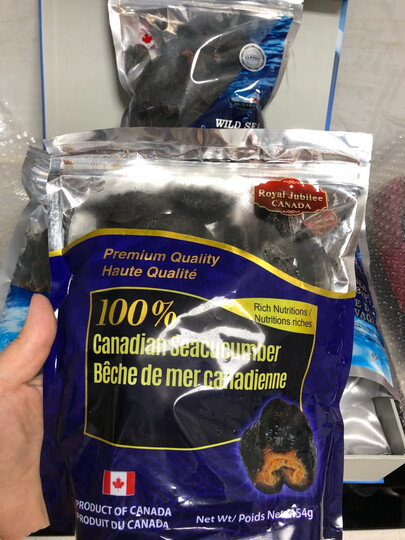 WILD SE
Royal Jubilee
CANADA
Premium Quality
Haute Qualité
100%
Rich Nutritions/
Nutritions riches
Canadian Seacucumber
Bêche de mer canadienne
PRODUCT OF CANADA
PRODUIT DU CANADA
Net Wt/ Poids Net:454g